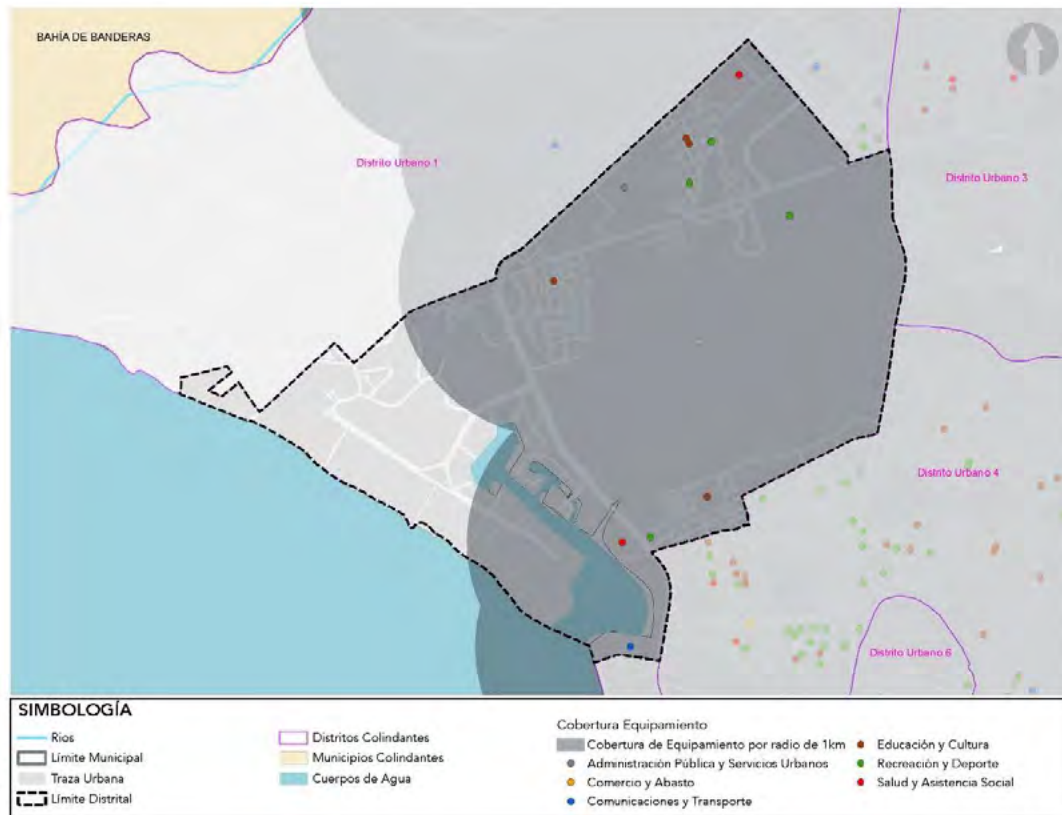 BAHÍA DE BANDERAS
Distrito Urbano 1
Distrito Urbano 3
Distrito Urbano 4
Distrito Urbano 6
SIMBOLOGÍA
Rios
Límite Municipal
Traza Urbana
Límite Distrital
Distritos Colindantes
Municipios Colindantes
Cuerpos de Agua
Cobertura Equipamiento
Cobertura de Equipamiento por radio de 1km
Administración Pública y Servicios Urbanos
Comercio y Abasto
Comunicaciones y Transporte
Educación y Cultura
Recreación y Deporte
Salud y Asistencia Social